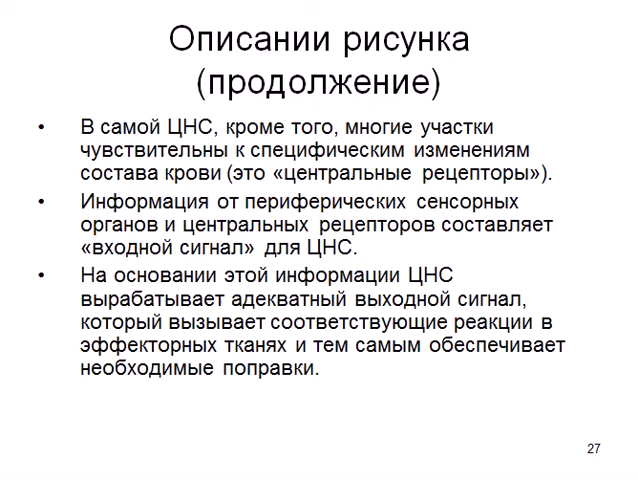 Описании рисунка
(продолжение)
• В самой ЦНС, кроме того, многие участки
чувствительны к специфическим изменениям
состава крови (это «центральные рецепторы»).
• Информация от периферических сенсорных
органов и центральных рецепторов составляет
«входной сигнал» для ЦНС.
• На основании этой информации ЦНС
вырабатывает адекватный выходной сигнал,
который вызывает соответствующие реакции в
эффекторных тканях и тем самым обеспечивает
необходимые поправки.
27